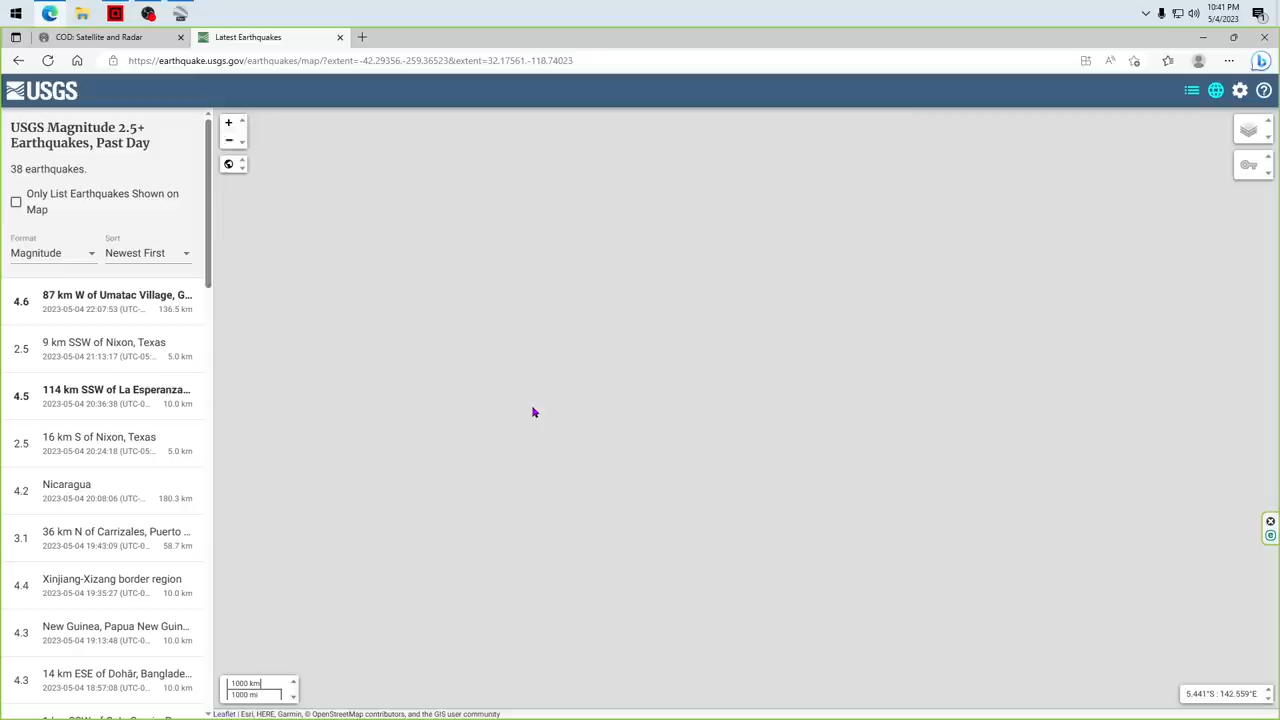 10:41 PM
5/4/2023
COD: Satellite and Radar
Latest Earthquakes
https://earthquake.usgs.gov/earthquakes/map/?extent=-42.29356,-259.36523&extent=32.17561,-118.74023
USGS
USGS Magnitude 2.5+
Earthquakes, Past Day
38 earthquakes.
Only List Earthquakes Shown on
Map
Format
Sort
Magnitude
Newest First
4.6
87 km W of Umatac Village, G...
2023-05-04 22:07:53 (UTC-... 136.5 km
2.5
9 km SSW of Nixon, Texas
2023-05-04 21:13:17 (UTC-05:... 5.0 km
4.5
114 km SSW of La Esperanza...
2023-05-04 20:36:38 (UTC-0... 10.0 km
2.5
16 km S of Nixon, Texas
2023-05-04 20:24:18 (UTC-05:... 5.0 km
4.2
Nicaragua
2023-05-04 20:08:06 (UTC-... 180.3 km
3.1
36 km N of Carrizales, Puerto ...
2023-05-04 19:43:09 (UTC-0... 58.7 km
4.4
Xinjiang-Xizang border region
2023-05-04 19:35:27 (UTC-0... 10.0 km
4.3
New Guinea, Papua New Guin...
2023-05-04 19:13:48 (UTC-0... 10.0 km
4.3
14 km ESE of Dohār, Banglade...
2023-05-04 18:57:08 (UTC-0... 10.0 km
1000 km
1000 mi
5.441°S : 142.559°E
Leaflet | Esri, HERE, Garmin, © OpenStreetMap contributors, and the GIS user community